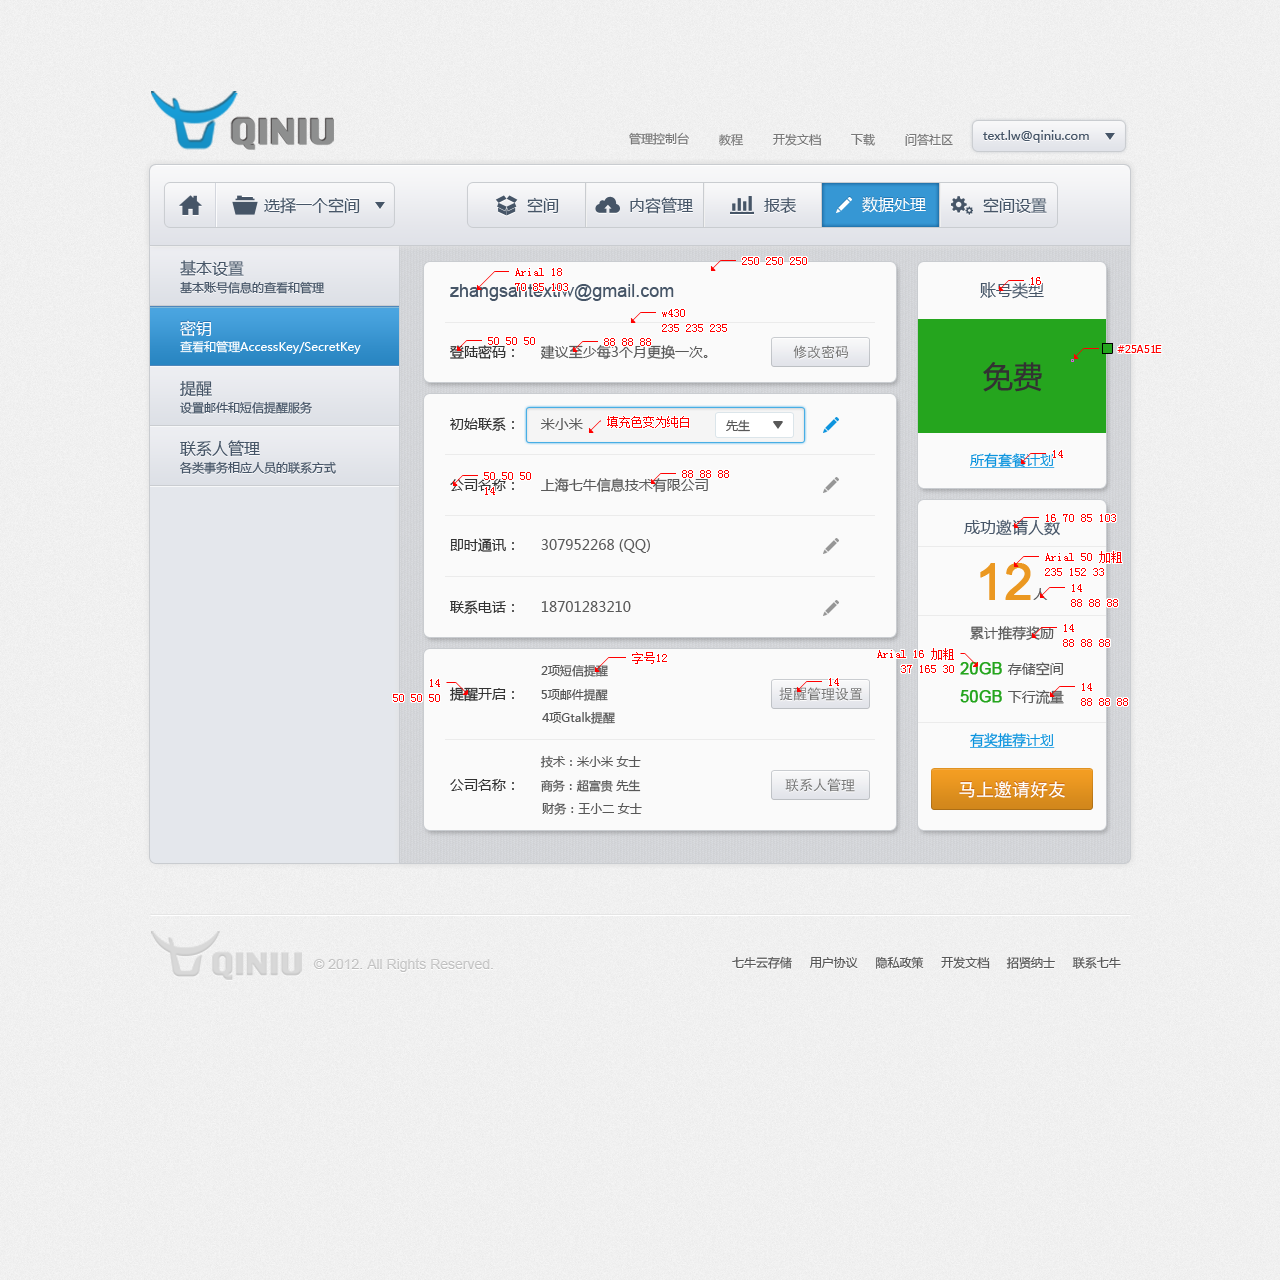 QINIU
管理控制台 教程 开发文档 下载 问答社区 text.lw@qiniu.com
选择一个空间 空间 内容管理 报表 数据处理 空间设置
基本设置
基本账号信息的查看和管理
密钥
查看和管理AccessKey/SecretKey
提醒
设置邮件和短信提醒服务
联系人管理
各类事务相应人员的联系方式
250 250 250
Arial 18
70 85 103
zhangsantextlw@gmail.com
w430
235 235 235
50 50 50
88 88 88
登陆密码： 建议至少每3个月更换一次。 修改密码
初始联系： 米小米 填充色变为纯白 先生
50 50 50
14
88 88 88
公司名称： 上海七牛信息技术有限公司
即时通讯： 307952268 (QQ)
联系电话： 18701283210
字号12
14
50 50 50
提醒开启：
2项短信提醒
5项邮件提醒
4项Gtalk提醒
14
提醒管理设置
公司名称：
技术：米小米 女士
商务：超富贵 先生
财务：王小二 女士
联系人管理
16
账号类型
#25A51E
免费
14
所有套餐计划
16 70 85 103
成功邀请人数
Arial 50 加粗
235 152 33
12人
14
88 88 88
累计推荐奖励
14
88 88 88
Arial 16 加粗
37 165 30
20GB 存储空间
50GB 下行流量
14
88 88 88
有奖推荐计划
马上邀请好友
QINIU © 2012. All Rights Reserved.
七牛云存储 用户协议 隐私政策 开发文档 招贤纳士 联系七牛